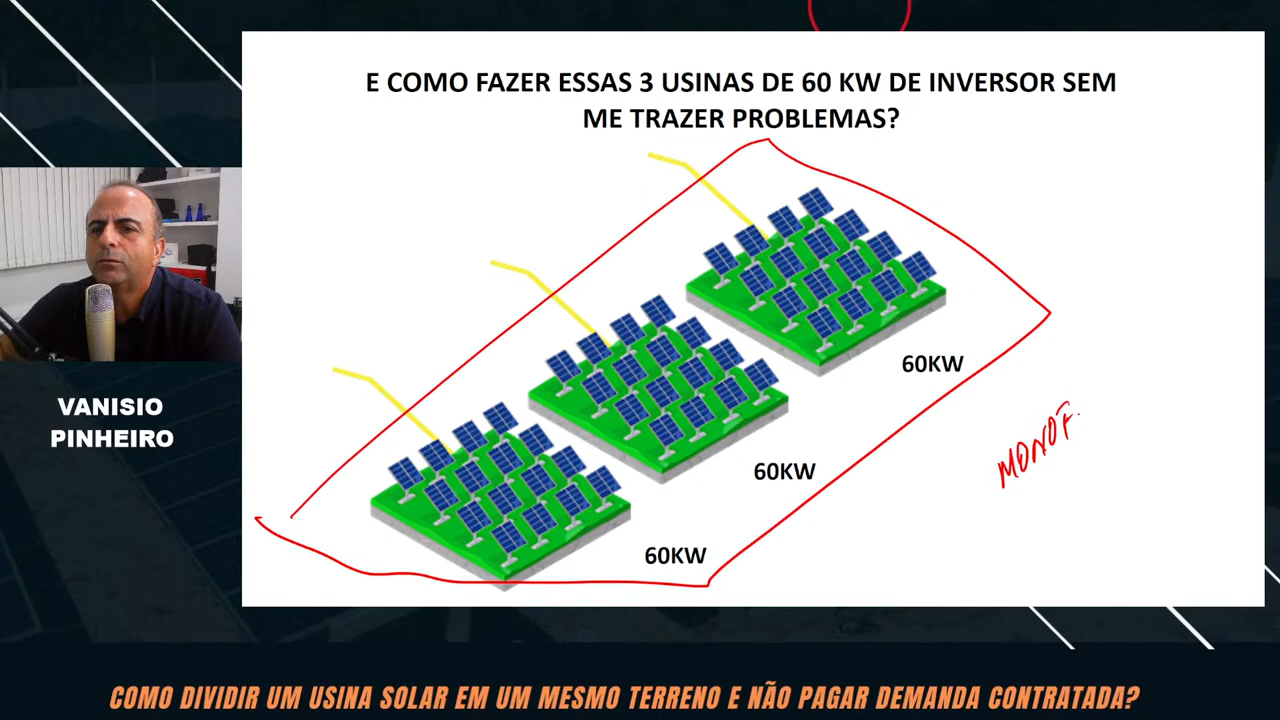 E COMO FAZER ESSAS 3 USINAS DE 60 KW DE INVERSOR SEM
ME TRAZER PROBLEMAS?
60KW
60KW
60KW
MONOF.
VANISIO
PINHEIRO
COMO DIVIDIR UM USINA SOLAR EM UM MESMO TERRENO E NÃO PAGAR DEMANDA CONTRATADA?